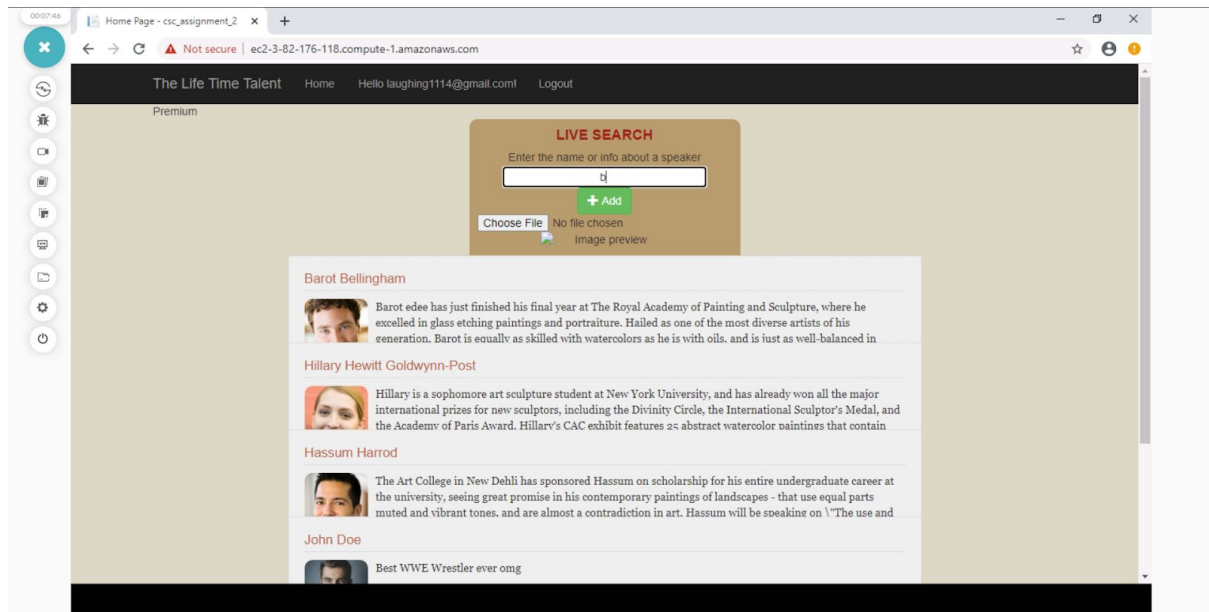 00:07:46
Home Page - csc_assignment_2
Not secure | ec2-3-82-176-118.compute-1.amazonaws.com
The Life Time Talent Home Hello laughing1114@gmail.com! Logout
Premium
LIVE SEARCH
Enter the name or info about a speaker
b
+ Add
Choose File No file chosen
Image preview
Barot Bellingham
Barot edee has just finished his final year at The Royal Academy of Painting and Sculpture, where he
excelled in glass etching paintings and portraiture. Hailed as one of the most diverse artists of his
generation, Barot is equally as skilled with watercolors as he is with oils, and is just as well-balanced in
Hillary Hewitt Goldwynn-Post
Hillary is a sophomore art sculpture student at New York University, and has already won all the major
international prizes for new sculptors, including the Divinity Circle, the International Sculptor's Medal, and
the Academy of Paris Award. Hillary's CAC exhibit features 25 abstract watercolor paintings that contain
Hassum Harrod
The Art College in New Dehli has sponsored Hassum on scholarship for his entire undergraduate career at
the university, seeing great promise in his contemporary paintings of landscapes - that use equal parts
muted and vibrant tones, and are almost a contradiction in art. Hassum will be speaking on \"The use and
John Doe
Best WWE Wrestler ever omg